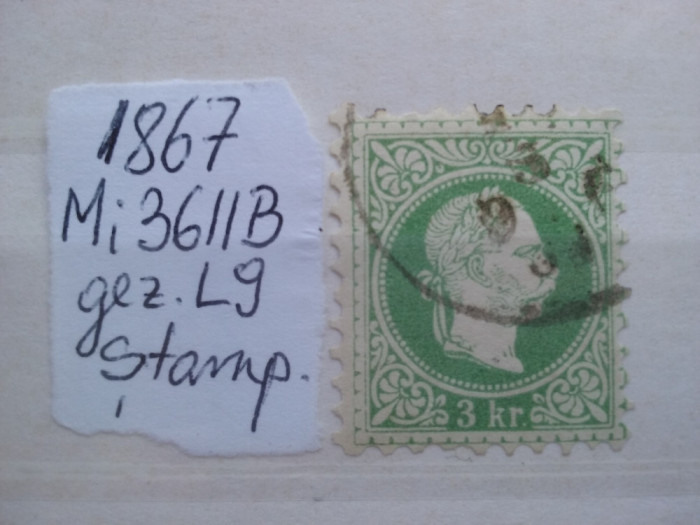 1867
Mi 36IIB
gez. L9
Stamp.
3 kr.